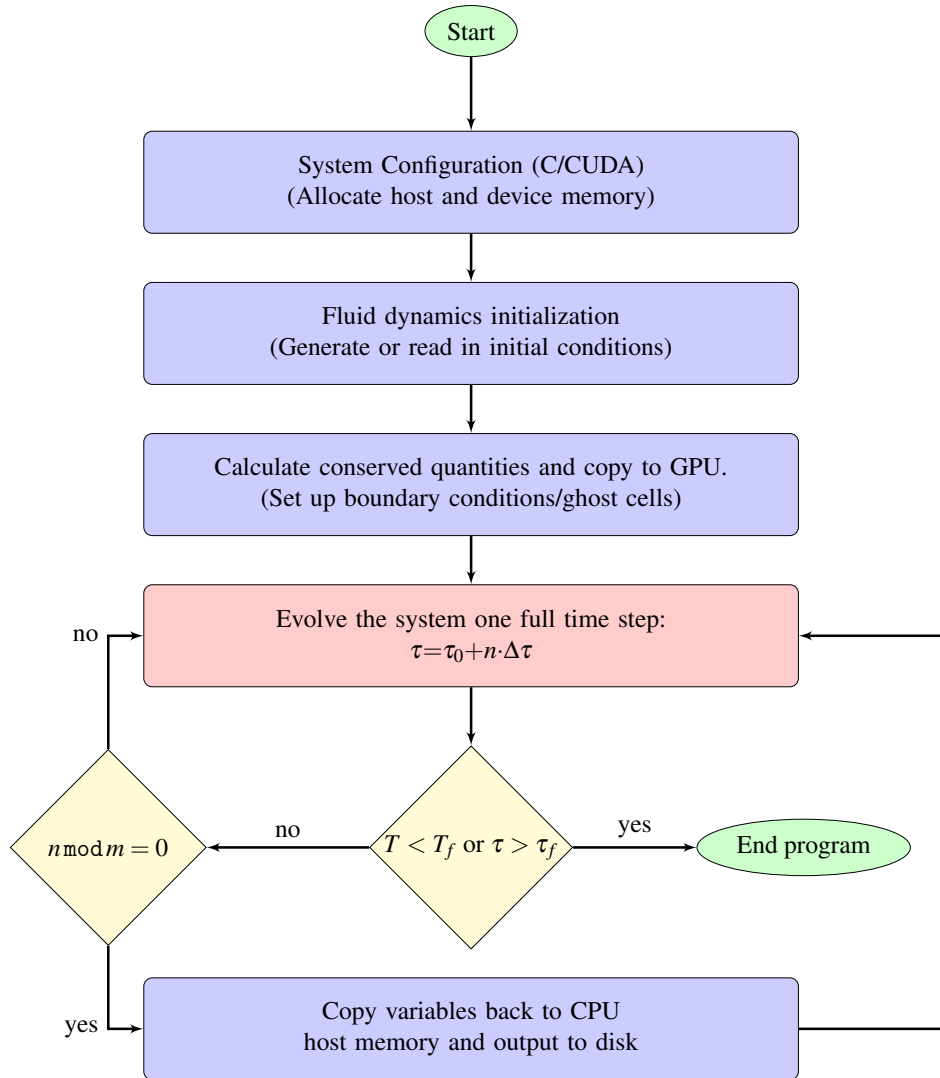 Start
System Configuration (C/CUDA)
(Allocate host and device memory)
Fluid dynamics initialization
(Generate or read in initial conditions)
Calculate conserved quantities and copy to GPU.
(Set up boundary conditions/ghost cells)
Evolve the system one full time step:
τ=τ₀+n·Δτ
no
n mod m = 0
no
T < T_f or τ > τ_f
yes
End program
yes
Copy variables back to CPU
host memory and output to disk